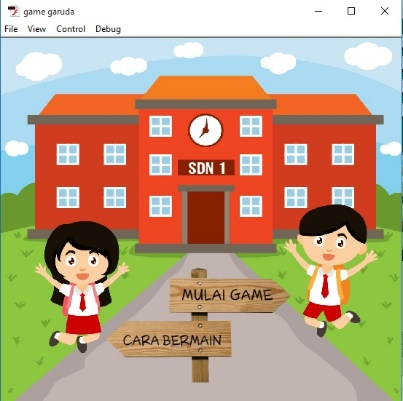 game garuda
File View Control Debug
SDN 1
MULAI GAME
CARA BERMAIN